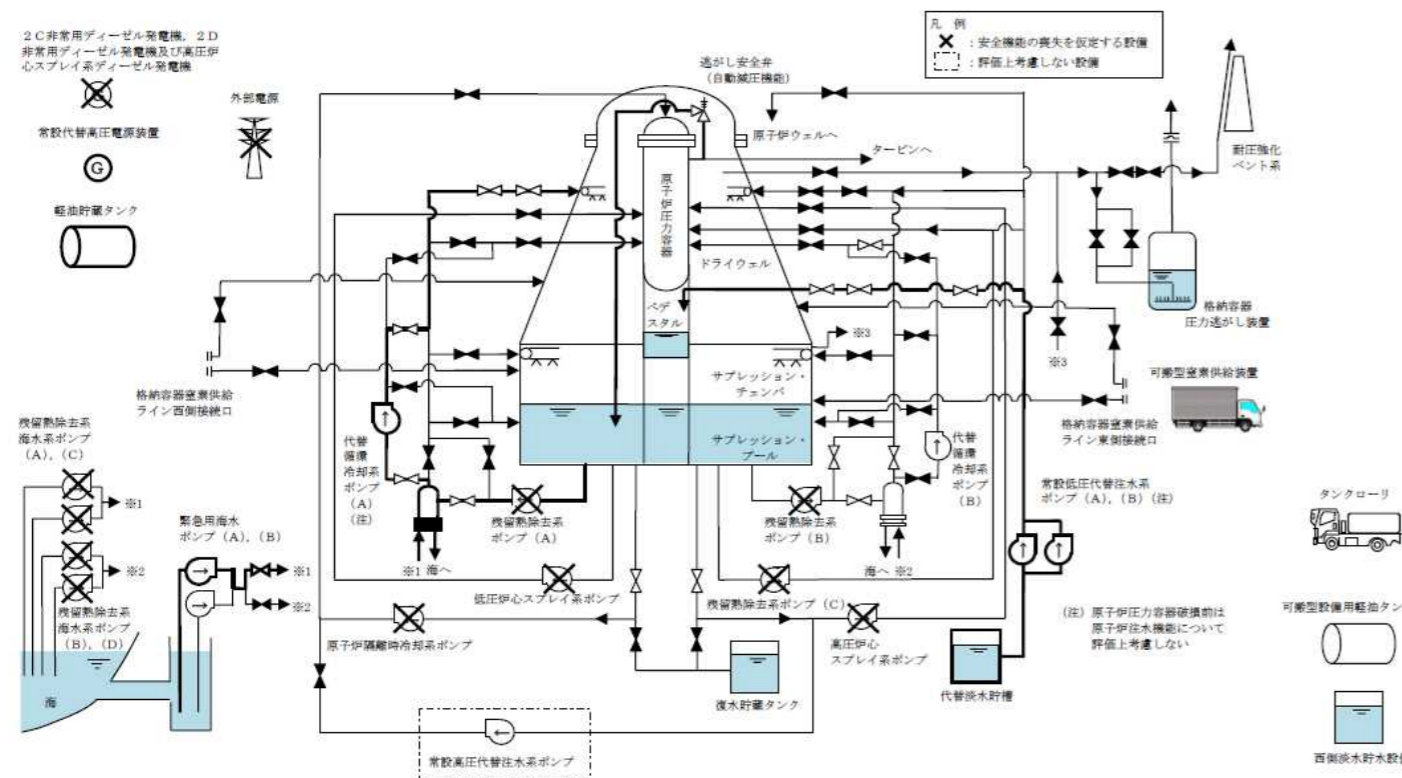 2C非常用ディーゼル発電機,2D
非常用ディーゼル発電機及び高圧炉
心スプレイ系ディーゼル発電機
外部電源
常設代替高圧電源装置
G
軽油貯蔵タンク
逃がし安全弁
(自動減圧機能)
凡 例
:安全機能の喪失を仮定する設備
:評価上考慮しない設備
原子炉ウェルへ
タービンへ
耐圧強化
ベント系
原子炉圧力容器
ドライウェル
ペデ
スタル
格納容器
圧力逃がし装置
※3
※3
サプレッション・
チェンバ
サプレッション・
プール
格納容器窒素供給
ライン西側接続口
格納容器窒素供給
ライン東側接続口
可搬型窒素供給装置
残留熱除去系
海水系ポンプ
(A),(C)
※1
※2
残留熱除去系
海水系ポンプ
(B),(D)
海
緊急用海水
ポンプ(A),(B)
※1
※2
代替
循環
冷却系
ポンプ
(A)
(注)
残留熱除去系
ポンプ(A)
※1
海へ
残留熱除去系
ポンプ(B)
海へ
※2
代替
循環
冷却系
ポンプ
(B)
常設低圧代替注水系
ポンプ(A),(B)(注)
タンクローリ
低圧炉心スプレイ系ポンプ
残留熱除去系ポンプ(C)
原子炉隔離時冷却系ポンプ
高圧炉心
スプレイ系ポンプ
(注)原子炉圧力容器破損前は
原子炉注水機能について
評価上考慮しない
可搬型設備用軽油タン
復水貯蔵タンク
代替淡水貯槽
常設高圧代替注水系ポンプ
西側淡水貯水設